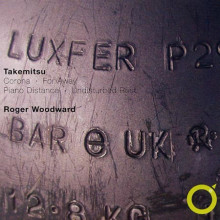 LUXFER P2
Takemitsu
Corona · For Away
Piano Distance · Undisturbed Rest
Roger Woodward
BAR UK
12·8 KG